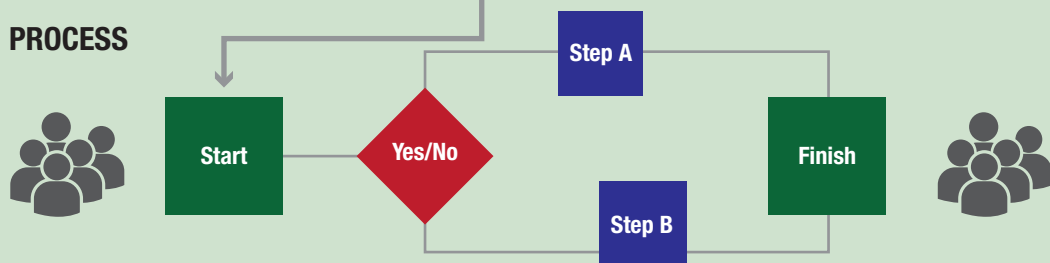 PROCESS
Start
Yes/No
Step A
Step B
Finish